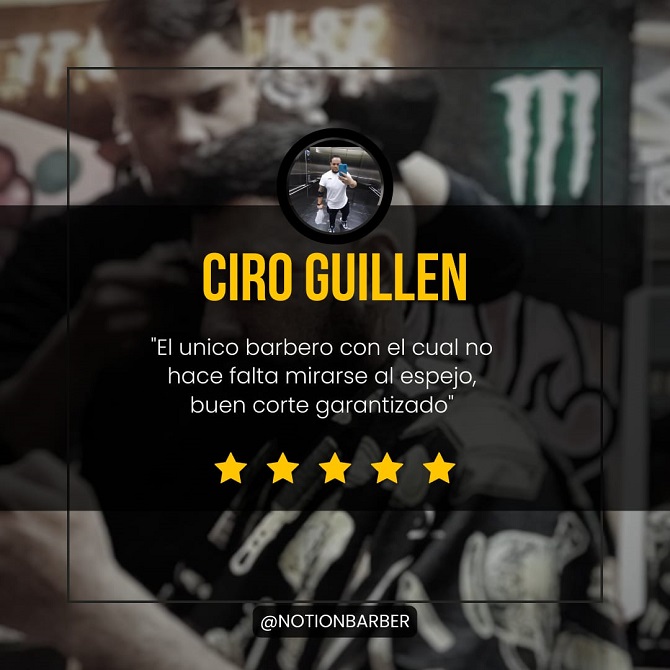 CIRO GUILLEN
"El unico barbero con el cual no
hace falta mirarse al espejo,
buen corte garantizado"
@NOTIONBARBER